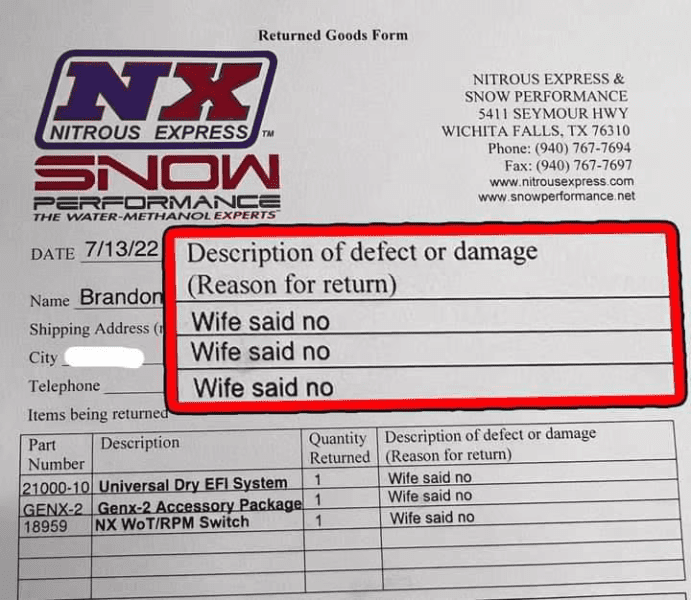 Returned Goods Form
NX
NITROUS EXPRESS TM
SNOW
PERFORMANCE
THE WATER-METHANOL EXPERTS
NITROUS EXPRESS &
SNOW PERFORMANCE
5411 SEYMOUR HWY
WICHITA FALLS, TX 76310
Phone: (940) 767-7694
Fax: (940) 767-7697
www.nitrousexpress.com
www.snowperformance.net
DATE 7/13/22
Name Brandon
Shipping Address
City
Telephone
Items being returned
Description of defect or damage
(Reason for return)
Wife said no
Wife said no
Wife said no
Part Number Description Quantity Returned Description of defect or damage (Reason for return)
21000-10 Universal Dry EFI System 1 Wife said no
GENX-2 Genx-2 Accessory Package 1 Wife said no
18959 NX WoT/RPM Switch 1 Wife said no